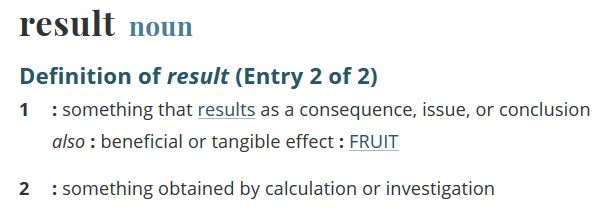 result noun
Definition of result (Entry 2 of 2)
1 : something that results as a consequence, issue, or conclusion
also : beneficial or tangible effect : FRUIT
2 : something obtained by calculation or investigation